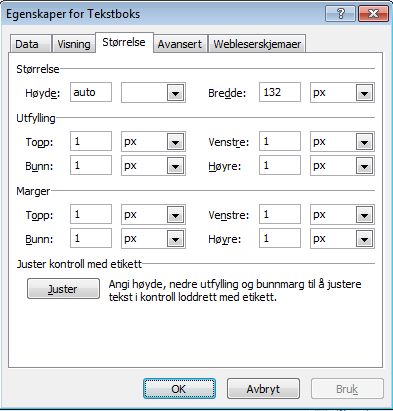 Egenskaper for Tekstboks
Data Visning Størrelse Avansert Webleserskjemaer
Størrelse
Høyde: auto Bredde: 132 px
Utfylling
Topp: 1 px Venstre: 1 px
Bunn: 1 px Høyre: 1 px
Marger
Topp: 1 px Venstre: 1 px
Bunn: 1 px Høyre: 1 px
Juster kontroll med etikett
Juster Angi høyde, nedre utfylling og bunnmarg til å justere
tekst i kontroll loddrett med etikett.
OK Avbryt Bruk